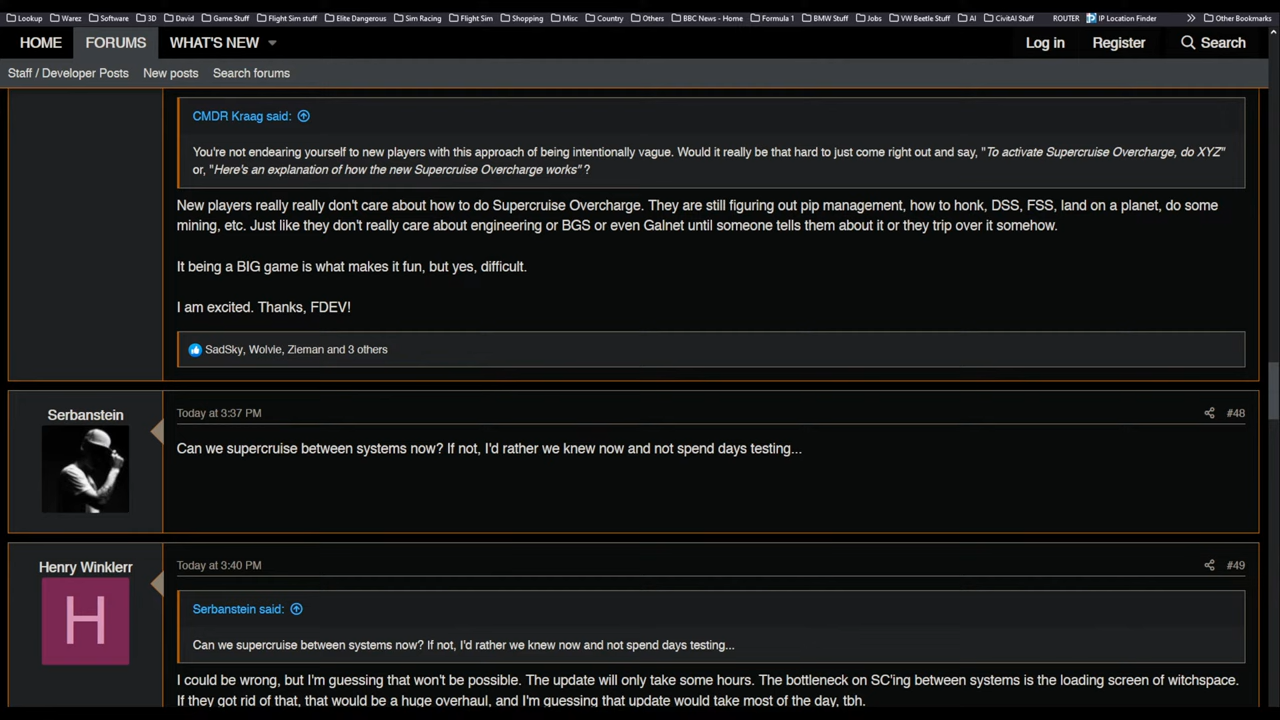 Lookup Warez Software 3D David Game Stuff Flight Sim stuff Elite Dangerous Sim Racing Flight Sim Shopping Misc Country Others BBC News - Home Formula 1 BMW Stuff Jobs VW Beetle Stuff AI CivitAI Stuff ROUTER IP Location Finder Other Bookmarks
HOME FORUMS WHAT'S NEW Log in Register Search
Staff / Developer Posts New posts Search forums
CMDR Kraag said:
You're not endearing yourself to new players with this approach of being intentionally vague. Would it really be that hard to just come right out and say, "To activate Supercruise Overcharge, do XYZ"
or, "Here's an explanation of how the new Supercruise Overcharge works" ?
New players really really don't care about how to do Supercruise Overcharge. They are still figuring out pip management, how to honk, DSS, FSS, land on a planet, do some
mining, etc. Just like they don't really care about engineering or BGS or even Galnet until someone tells them about it or they trip over it somehow.
It being a BIG game is what makes it fun, but yes, difficult.
I am excited. Thanks, FDEV!
SadSky, Wolvie, Zieman and 3 others
Serbanstein
Today at 3:37 PM #48
Can we supercruise between systems now? If not, I'd rather we knew now and not spend days testing...
Henry Winklerr
H
Today at 3:40 PM #49
Serbanstein said:
Can we supercruise between systems now? If not, I'd rather we knew now and not spend days testing...
I could be wrong, but I'm guessing that won't be possible. The update will only take some hours. The bottleneck on SC'ing between systems is the loading screen of witchspace.
If they got rid of that, that would be a huge overhaul, and I'm guessing that update would take most of the day, tbh.